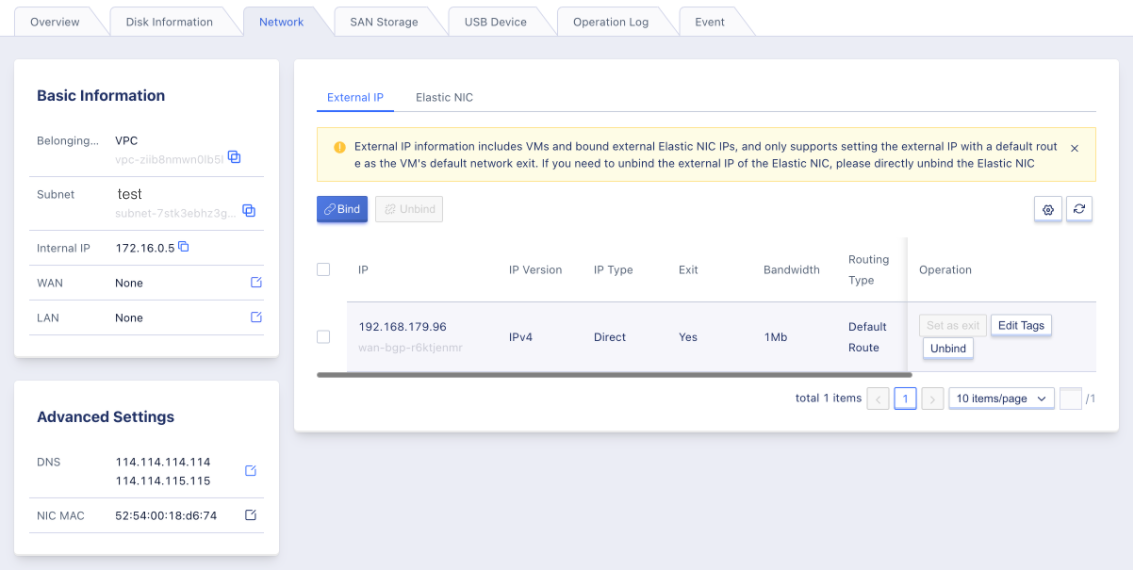 Overview Disk Information Network SAN Storage USB Device Operation Log Event
Basic Information
Belonging... VPC
vpc-ziib8nmwn0lb5l
Subnet test
subnet-7stk3ebhz3g...
Internal IP 172.16.0.5
WAN None
LAN None
Advanced Settings
DNS 114.114.114.114
114.114.115.115
NIC MAC 52:54:00:18:d6:74
External IP Elastic NIC
External IP information includes VMs and bound external Elastic NIC IPs, and only supports setting the external IP with a default rout
e as the VM's default network exit. If you need to unbind the external IP of the Elastic NIC, please directly unbind the Elastic NIC
Bind Unbind
IP IP Version IP Type Exit Bandwidth Routing Type Operation
192.168.179.96 IPv4 Direct Yes 1Mb Default Route Set as exit Edit Tags
wan-bgp-r6ktjenmr Unbind
total 1 items 1 10 items/page /1